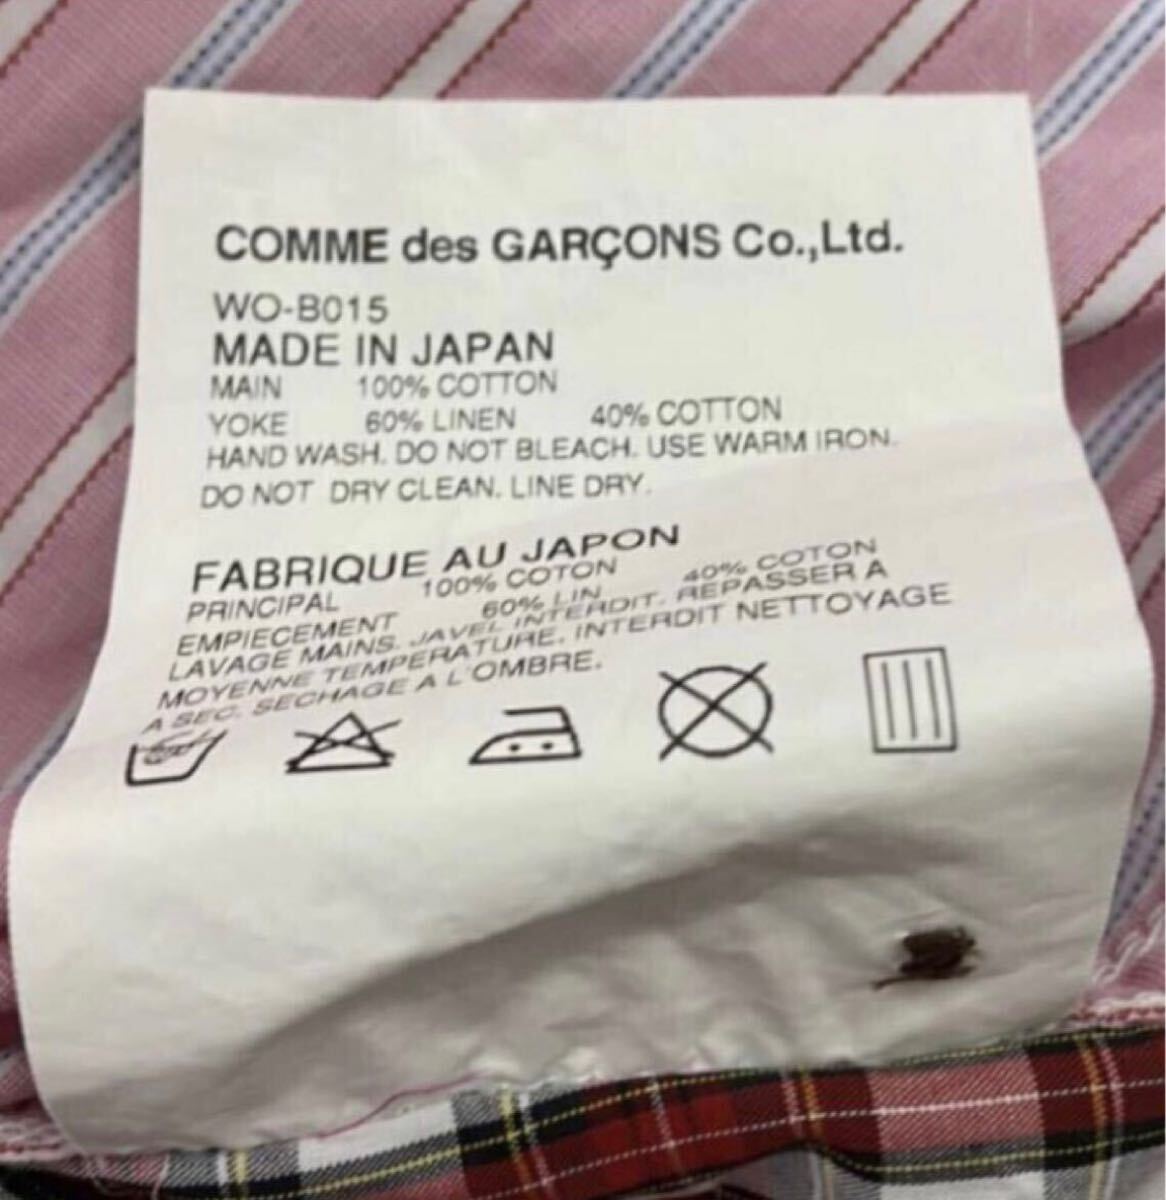 COMME des GARÇONS Co.,Ltd.
WO-B015
MADE IN JAPAN
MAIN 100% COTTON
YOKE 60% LINEN 40% COTTON
HAND WASH. DO NOT BLEACH. USE WARM IRON.
DO NOT DRY CLEAN. LINE DRY.
FABRIQUE AU JAPON
PRINCIPAL 100% COTON
EMPIECEMENT 60% LIN 40% COTON
LAVAGE MAINS. JAVEL INTERDIT. REPASSER A
MOYENNE TEMPERATURE. INTERDIT NETTOYAGE
A SEC. SECHAGE A L'OMBRE.